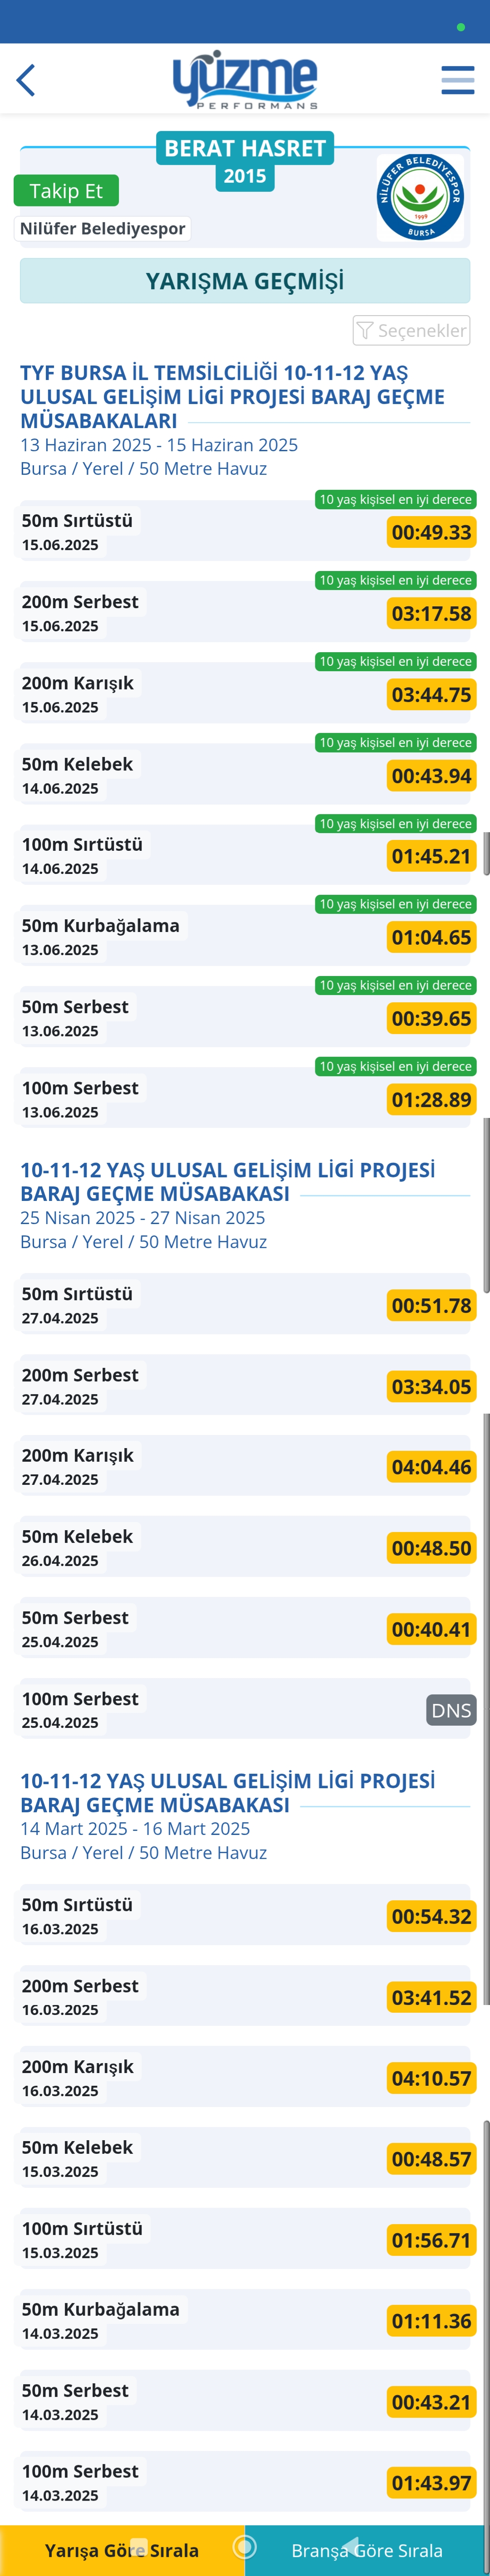 yüzme
PERFORMANS
BERAT HASRET
2015
Takip Et
Nilüfer Belediyespor
NİLÜFER BELEDİYESPOR
1999
BURSA
YARIŞMA GEÇMİŞİ
Seçenekler
TYF BURSA İL TEMSİLCİLİĞİ 10-11-12 YAŞ
ULUSAL GELİŞİM LİGİ PROJESİ BARAJ GEÇME
MÜSABAKALARI
13 Haziran 2025 - 15 Haziran 2025
Bursa / Yerel / 50 Metre Havuz
10 yaş kişisel en iyi derece
50m Sırtüstü
00:49.33
15.06.2025
10 yaş kişisel en iyi derece
200m Serbest
03:17.58
15.06.2025
10 yaş kişisel en iyi derece
200m Karışık
03:44.75
15.06.2025
10 yaş kişisel en iyi derece
50m Kelebek
00:43.94
14.06.2025
10 yaş kişisel en iyi derece
100m Sırtüstü
01:45.21
14.06.2025
10 yaş kişisel en iyi derece
50m Kurbağalama
01:04.65
13.06.2025
10 yaş kişisel en iyi derece
50m Serbest
00:39.65
13.06.2025
10 yaş kişisel en iyi derece
100m Serbest
01:28.89
13.06.2025
10-11-12 YAŞ ULUSAL GELİŞİM LİGİ PROJESİ
BARAJ GEÇME MÜSABAKASI
25 Nisan 2025 - 27 Nisan 2025
Bursa / Yerel / 50 Metre Havuz
50m Sırtüstü
00:51.78
27.04.2025
200m Serbest
03:34.05
27.04.2025
200m Karışık
04:04.46
27.04.2025
50m Kelebek
00:48.50
26.04.2025
50m Serbest
00:40.41
25.04.2025
100m Serbest
DNS
25.04.2025
10-11-12 YAŞ ULUSAL GELİŞİM LİGİ PROJESİ
BARAJ GEÇME MÜSABAKASI
14 Mart 2025 - 16 Mart 2025
Bursa / Yerel / 50 Metre Havuz
50m Sırtüstü
00:54.32
16.03.2025
200m Serbest
03:41.52
16.03.2025
200m Karışık
04:10.57
16.03.2025
50m Kelebek
00:48.57
15.03.2025
100m Sırtüstü
01:56.71
15.03.2025
50m Kurbağalama
01:11.36
14.03.2025
50m Serbest
00:43.21
14.03.2025
100m Serbest
01:43.97
14.03.2025
Yarışa Göre Sırala
Branşa Göre Sırala